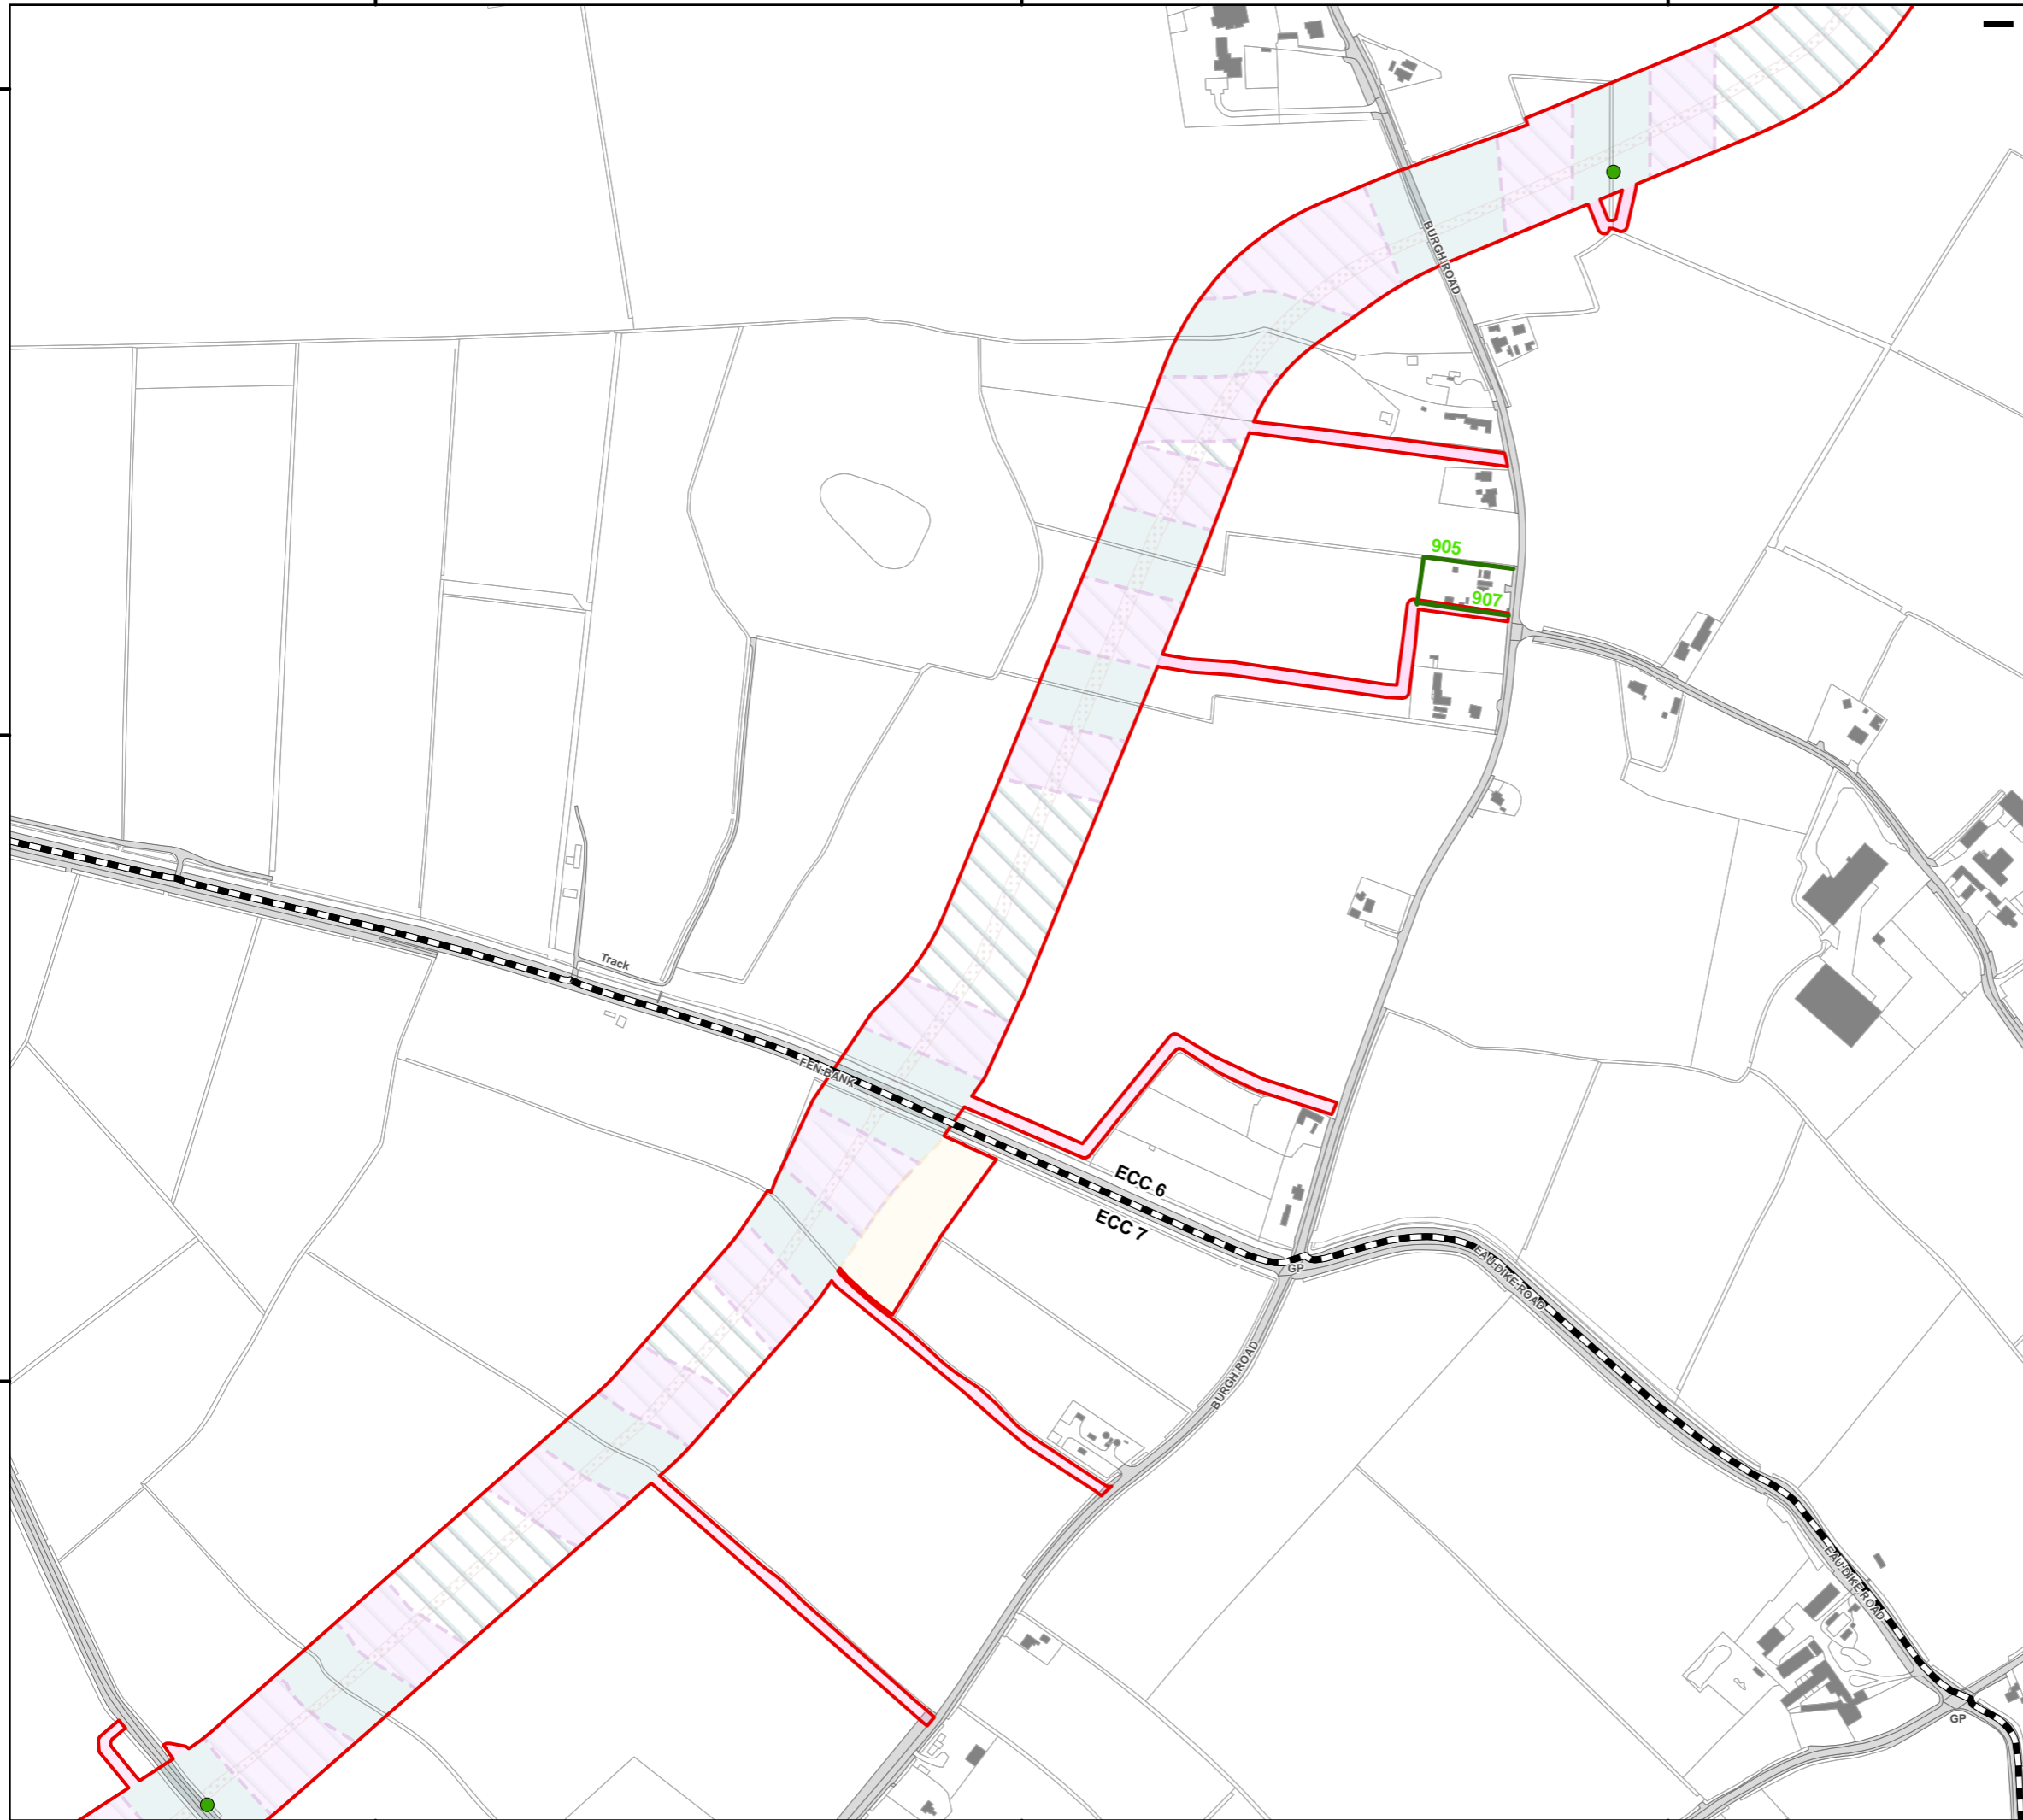 BURGH ROAD
905
907
Track
FEN BANK
ECC 6
ECC 7
GP
EAU DIKE ROAD
BURGH ROAD
EAU DIKE ROAD
GP